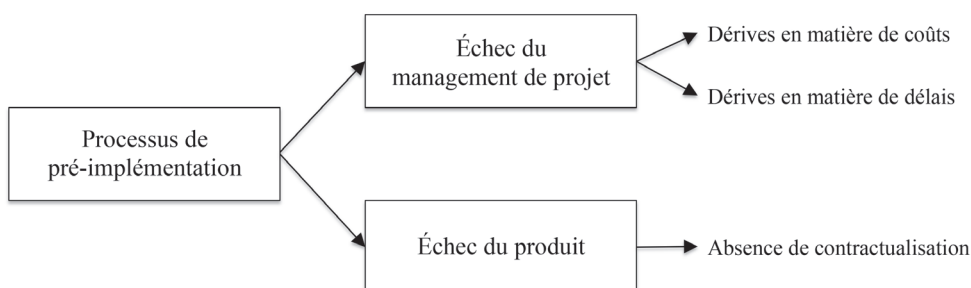 Processus de
pré-implémentation
Échec du
management de projet
Dérives en matière de coûts
Dérives en matière de délais
Échec du produit
Absence de contractualisation